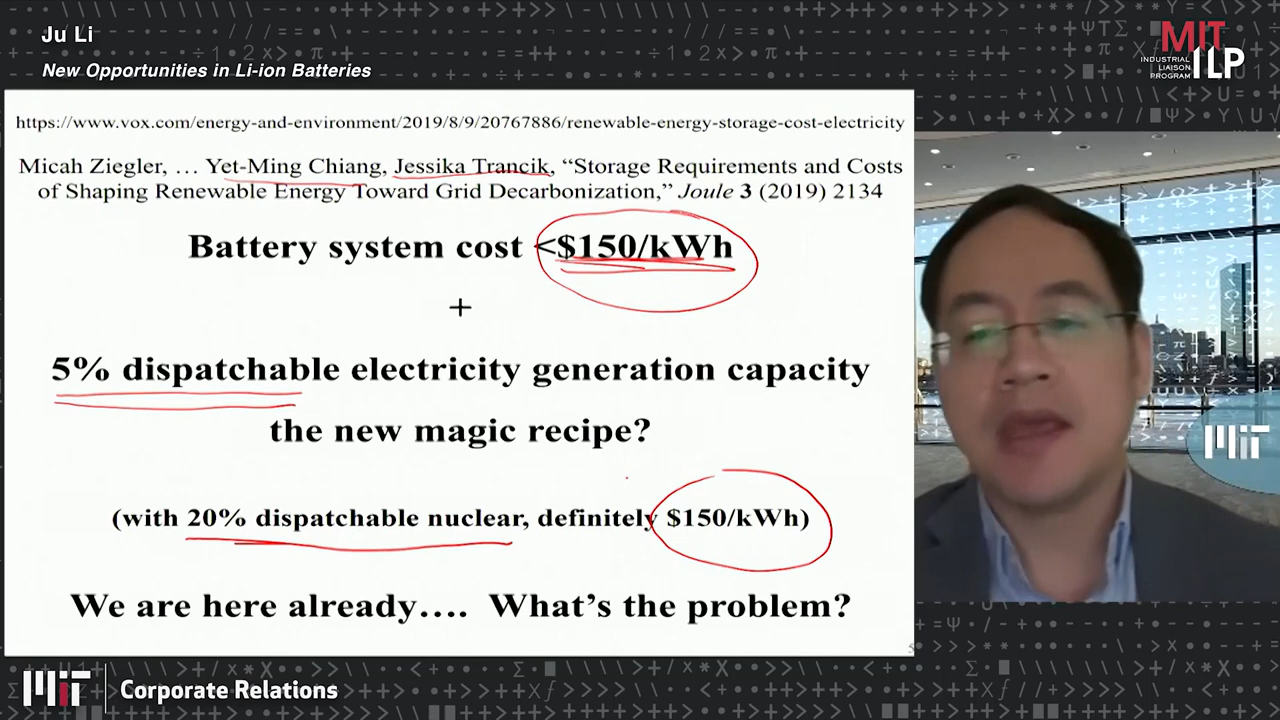 Ju Li
New Opportunities in Li-ion Batteries
MIT
INDUSTRIAL
LIAISON
PROGRAM
ILP
https://www.vox.com/energy-and-environment/2019/8/9/20767886/renewable-energy-storage-cost-electricity
Micah Ziegler, … Yet-Ming Chiang, Jessika Trancik, “Storage Requirements and Costs
of Shaping Renewable Energy Toward Grid Decarbonization,” Joule 3 (2019) 2134
Battery system cost <$150/kWh
+
5% dispatchable electricity generation capacity
the new magic recipe?
(with 20% dispatchable nuclear, definitely $150/kWh)
We are here already…. What’s the problem?
MIT
MIT
Corporate Relations